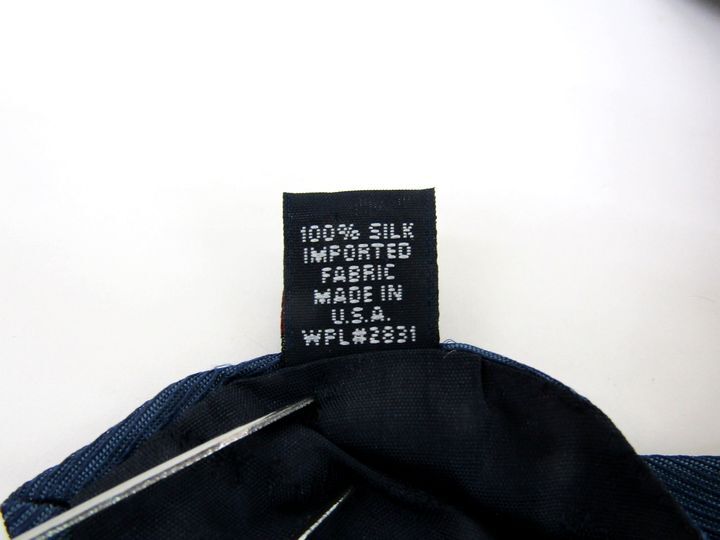 100% SILK
IMPORTED
FABRIC
MADE IN
U.S.A.
WPL#2831